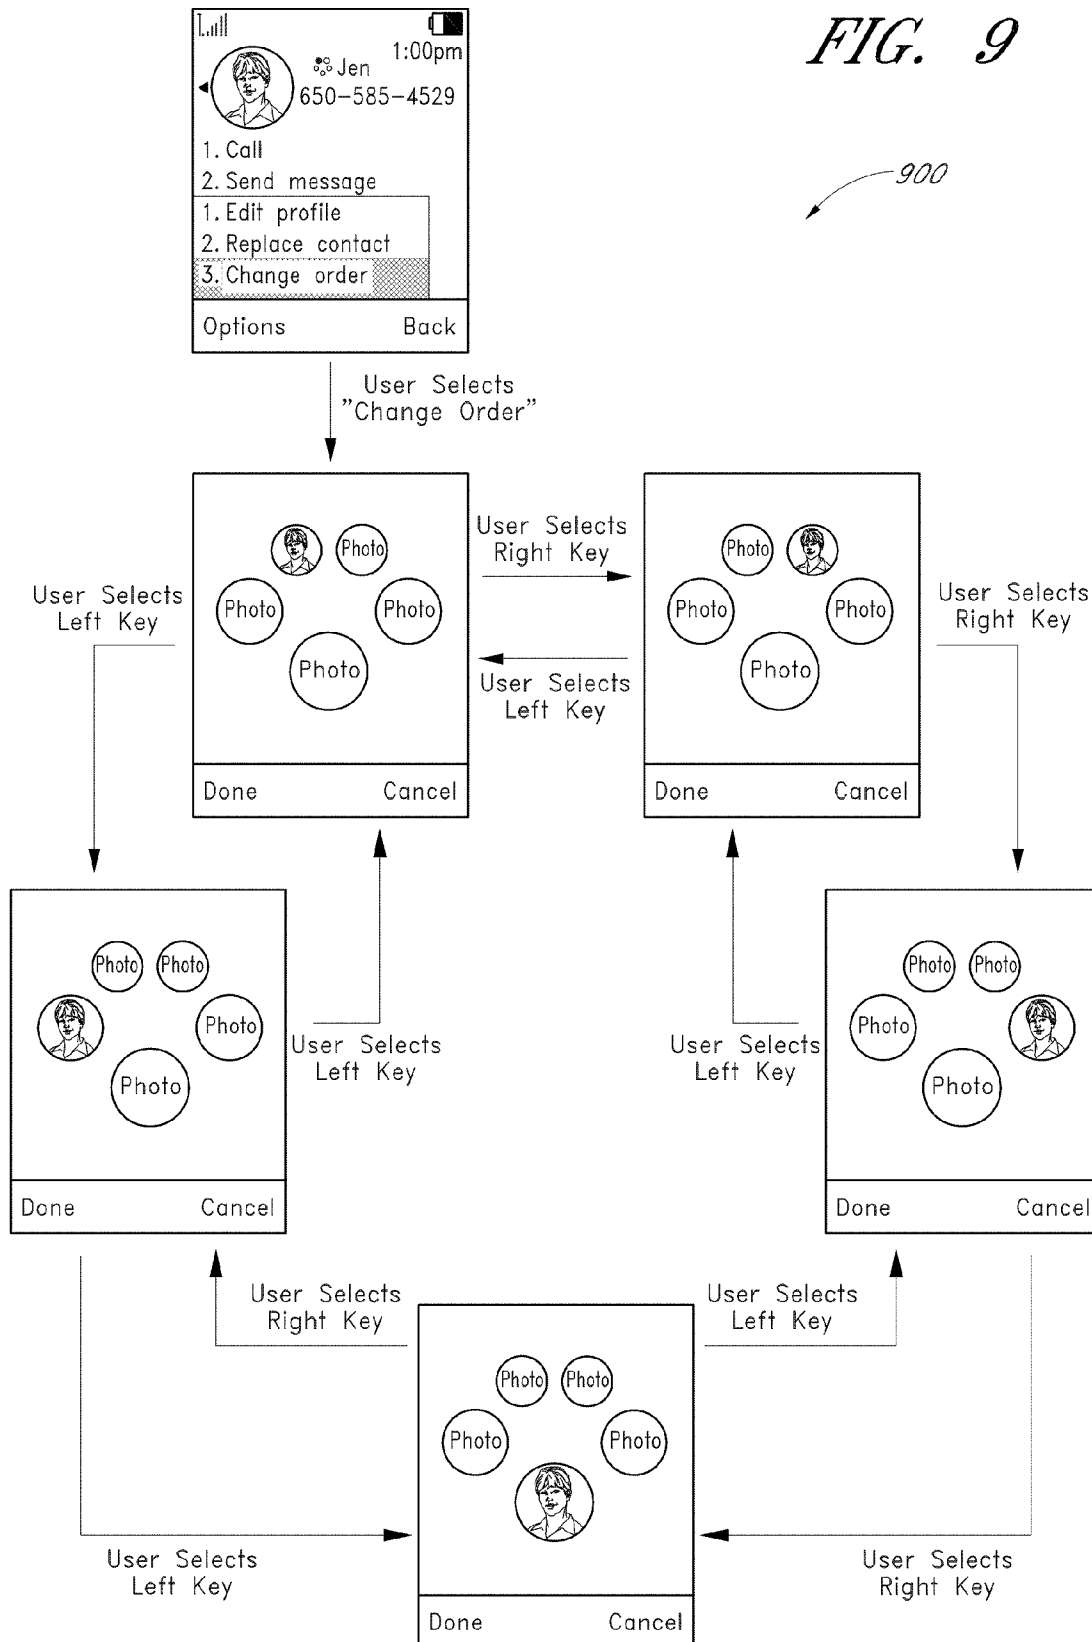 FIG. 9
900
1:00pm
Jen
650-585-4529
1. Call
2. Send message
1. Edit profile
2. Replace contact
3. Change order
Options Back
User Selects
"Change Order"
Photo
Photo Photo
Photo
Done Cancel
User Selects
Right Key
User Selects
Left Key
Photo
Photo Photo
Photo
Done Cancel
User Selects
Left Key
User Selects
Right Key
Photo Photo
Photo
Photo
Done Cancel
User Selects
Left Key
User Selects
Left Key
Photo Photo
Photo
Photo
Done Cancel
User Selects
Right Key
User Selects
Left Key
Photo Photo
Photo Photo
Done Cancel
User Selects
Left Key
User Selects
Right Key